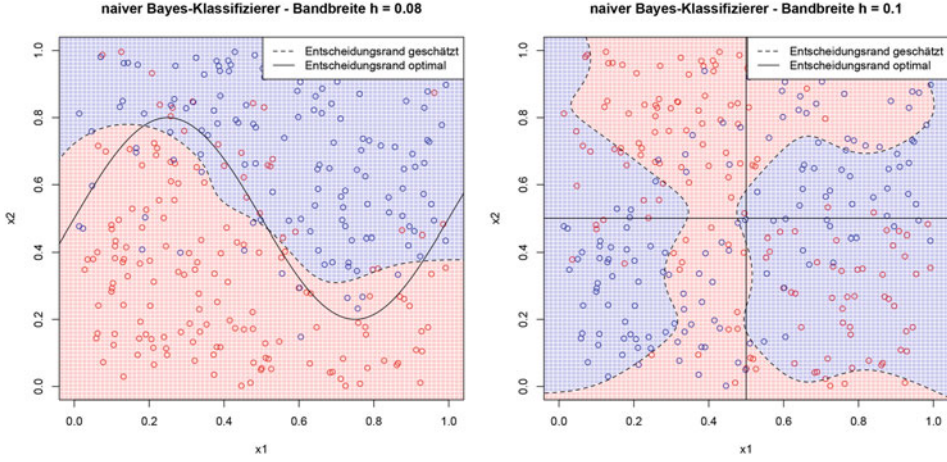 naiver Bayes-Klassifizierer - Bandbreite h = 0.08
Entscheidungsrand geschätzt
Entscheidungsrand optimal
x2
1.0
0.8
0.6
0.4
0.2
0.0
0.0 0.2 0.4 0.6 0.8 1.0
x1
naiver Bayes-Klassifizierer - Bandbreite h = 0.1
Entscheidungsrand geschätzt
Entscheidungsrand optimal
x2
1.0
0.8
0.6
0.4
0.2
0.0
0.0 0.2 0.4 0.6 0.8 1.0
x1